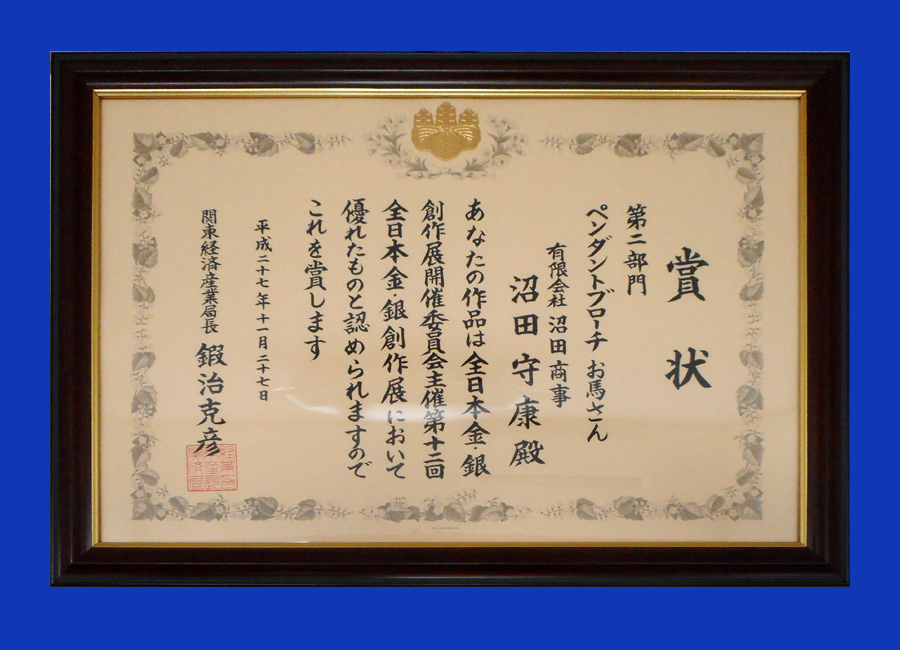 賞状
第二部門
ペンダントブローチ お馬さん
有限会社 沼田商事
沼田守康殿
あなたの作品は全日本金・銀
創作展開催委員会主催第十二回
全日本金・銀創作展において
優れたものと認められますので
これを賞します
平成二十七年十一月二十七日
関東経済産業局長 鍜治克彦